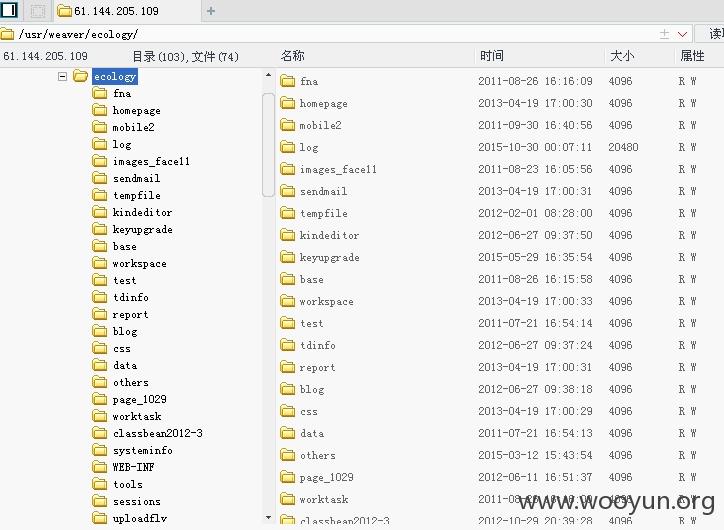 61.144.205.109
/usr/weaver/ecology/
61.144.205.109 目录(103),文件(74) 名称 时间 大小 属性
ecology
fna
homepage
mobile2
log
images_face11
sendmail
tempfile
kindeditor
keyupgrade
base
workspace
test
tdinfo
report
blog
css
data
others
page_1029
worktask
classbean2012-3
systeminfo
WEB-INF
tools
sessions
uploadflv
fna 2011-08-26 16:16:09 4096 R W
homepage 2013-04-19 17:00:30 4096 R W
mobile2 2011-09-30 16:40:56 4096 R W
log 2015-10-30 00:07:11 20480 R W
images_face11 2011-08-23 16:05:56 4096 R W
sendmail 2013-04-19 17:00:31 4096 R W
tempfile 2012-02-01 08:28:00 4096 R W
kindeditor 2012-06-27 09:37:50 4096 R W
keyupgrade 2015-05-29 16:35:54 4096 R W
base 2011-08-26 16:15:58 4096 R W
workspace 2013-04-19 17:00:33 4096 R W
test 2011-07-21 16:54:14 4096 R W
tdinfo 2012-06-27 09:37:24 4096 R W
report 2013-04-19 17:00:31 4096 R W
blog 2012-06-27 09:38:18 4096 R W
css 2013-04-19 17:00:29 4096 R W
data 2011-07-21 16:54:13 4096 R W
others 2015-03-12 15:43:54 4096 R W
page_1029 2012-06-11 16:51:37 4096 R W
worktask 4096 R W
classbean2012-3 2012-10-29 20:39:28 4096 R W
www.wooyun.org